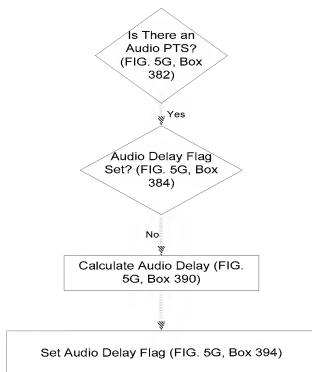 Is There an
Audio PTS?
(FIG. 5G, Box
382)
Yes
Audio Delay Flag
Set? (FIG. 5G, Box
384)
No
Calculate Audio Delay (FIG.
5G, Box 390)
Set Audio Delay Flag (FIG. 5G, Box 394)